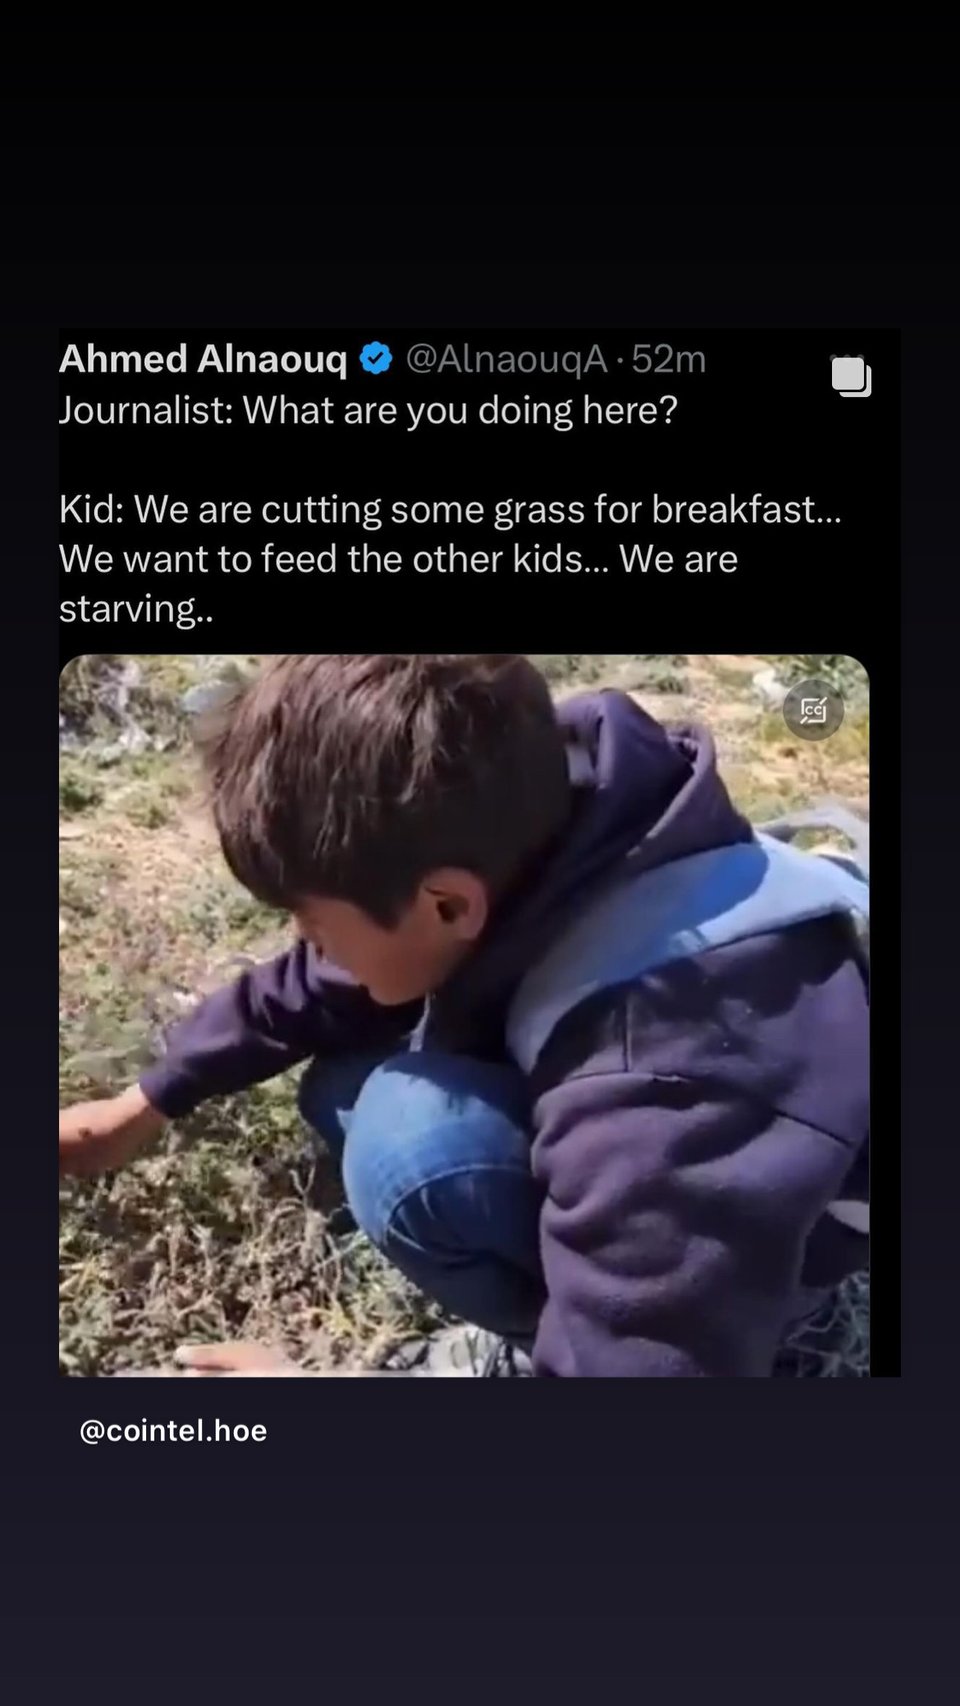 Ahmed Alnaouq @AlnaouqA · 52m
Journalist: What are you doing here?
Kid: We are cutting some grass for breakfast...
We want to feed the other kids... We are
starving..
CC
@cointel.hoe